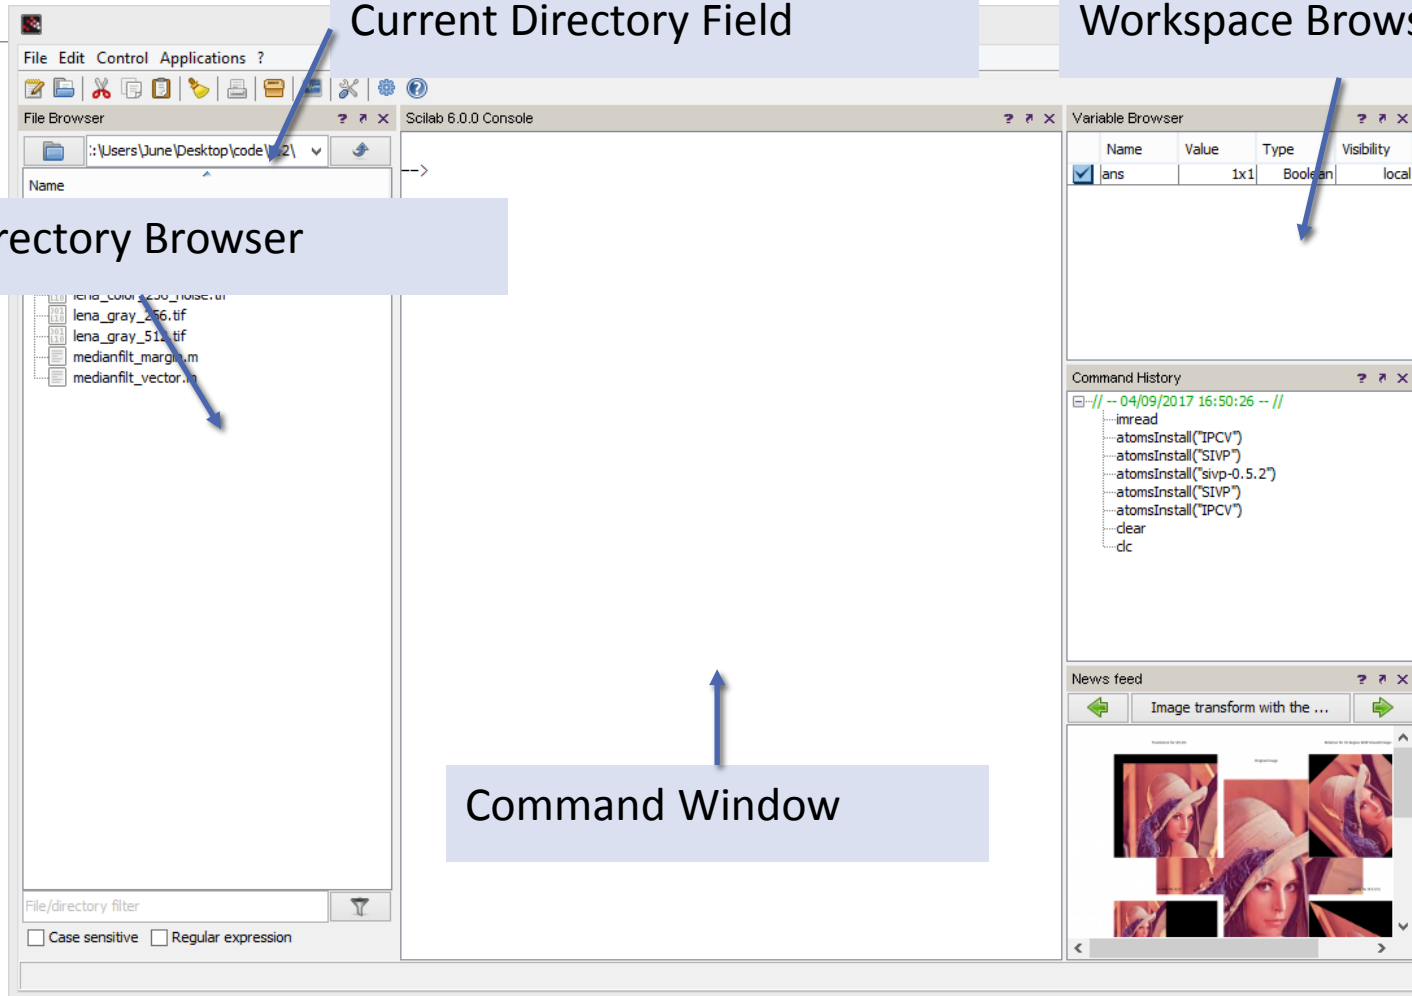 Current Directory Field
Workspace Brows
File Edit Control Applications ?
File Browser
Scilab 6.0.0 Console
Variable Browser
:\Users\June\Desktop\code\
2\
-->
Name
Name Value Type Visibility
ans 1x1 Boolean local
rectory Browser
lena_color_256_noise.tif
lena_gray_256.tif
lena_gray_512.tif
medianfilt_margin.m
medianfilt_vector.m
Command History
// -- 04/09/2017 16:50:26 -- //
imread
atomsInstall("IPCV")
atomsInstall("SIVP")
atomsInstall("sivp-0.5.2")
atomsInstall("SIVP")
atomsInstall("IPCV")
clear
clc
News feed
Image transform with the ...
Command Window
File/directory filter
Case sensitive Regular expression